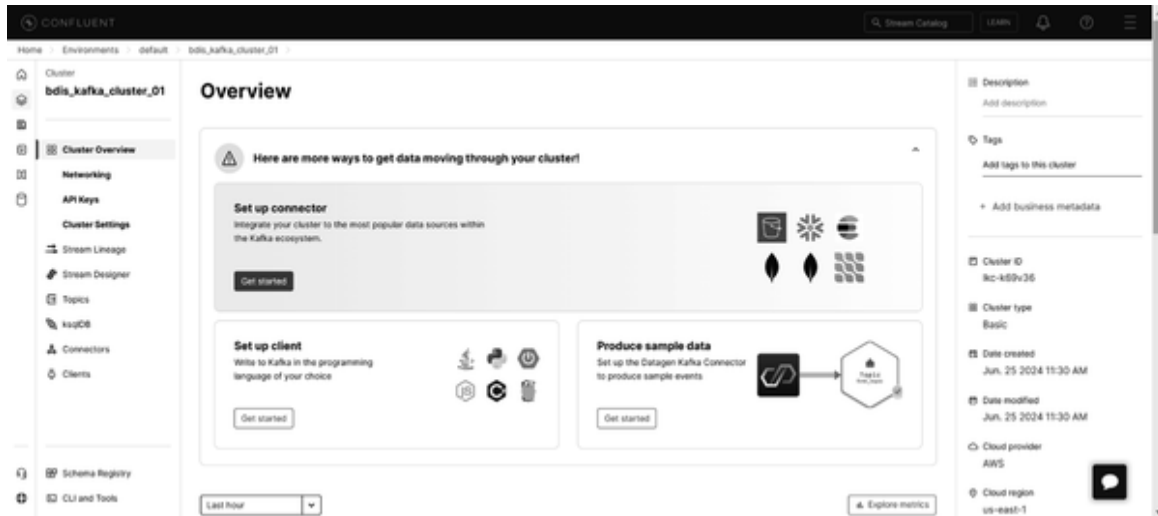 CONFLUENT
Stream Catalog
LEARN
Home > Environments > default > bdis_kafka_cluster_01 >
Cluster
bdis_kafka_cluster_01
Cluster Overview
Networking
API Keys
Cluster Settings
Stream Lineage
Stream Designer
Topics
ksqlDB
Connectors
Clients
Schema Registry
CLI and Tools
Overview
Here are more ways to get data moving through your cluster!
Set up connector
Integrate your cluster to the most popular data sources within
the Kafka ecosystem.
Get started
Set up client
Write to Kafka in the programming
language of your choice
Get started
Produce sample data
Set up the Datagen Kafka Connector
to produce sample events
Get started
Topic
Last hour
Explore metrics
Description
Add description
Tags
Add tags to this cluster
+ Add business metadata
Cluster ID
lkc-k69v36
Cluster type
Basic
Date created
Jun. 25 2024 11:30 AM
Date modified
Jun. 25 2024 11:30 AM
Cloud provider
AWS
Cloud region
us-east-1